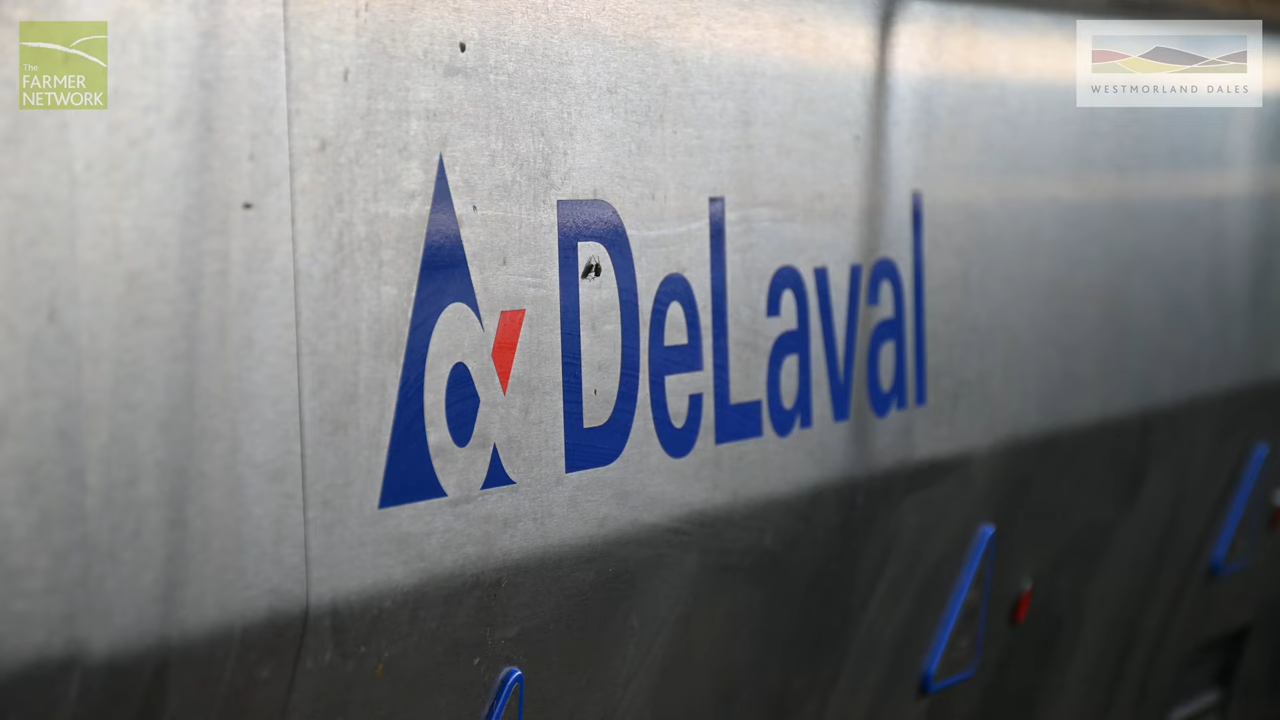 The
FARMER
NETWORK
WESTMORLAND DALES
DeLaval